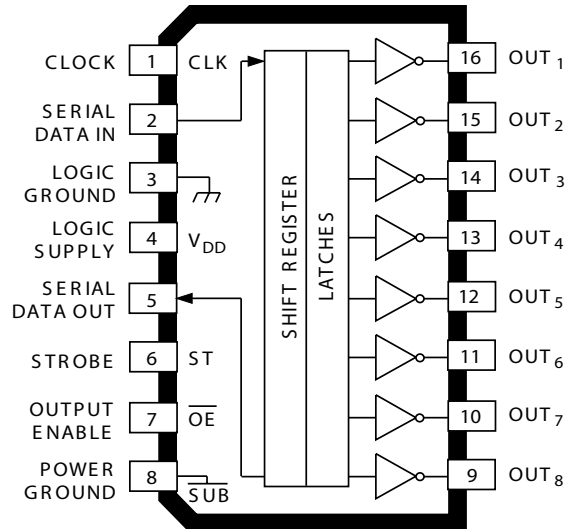 CLOCK 1 CLK
SERIAL
DATA IN 2
LOGIC
GROUND 3
LOGIC
SUPPLY 4 VDD
SERIAL
DATA OUT 5
STROBE 6 ST
OUTPUT
ENABLE 7 OE
POWER
GROUND 8 SUB
SHIFT REGISTER
LATCHES
16 OUT1
15 OUT2
14 OUT3
13 OUT4
12 OUT5
11 OUT6
10 OUT7
9 OUT8